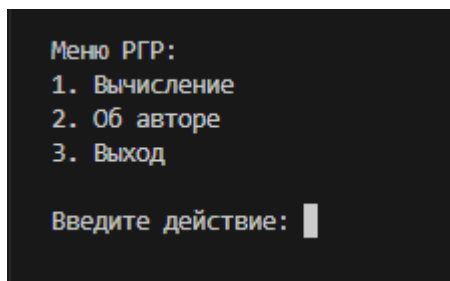 Меню РГР:
1. Вычисление
2. Об авторе
3. Выход
Введите действие: